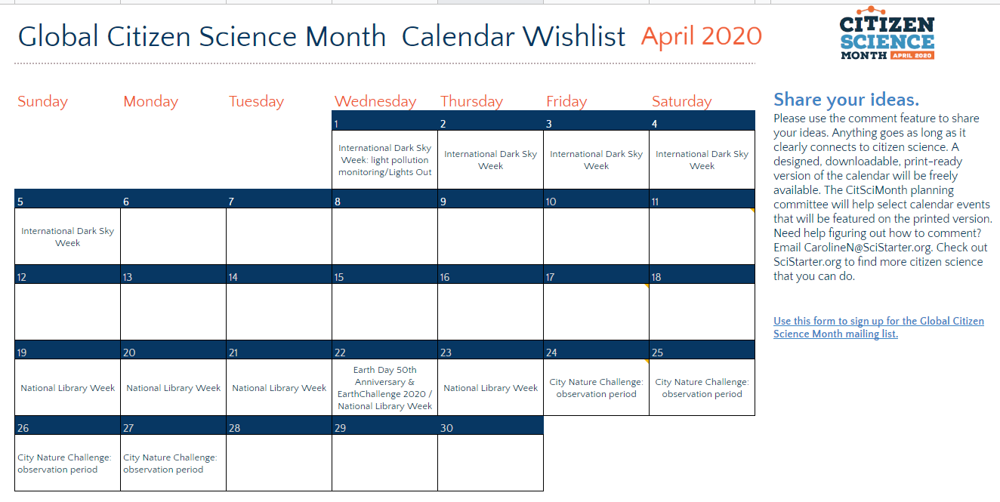 Global Citizen Science Month  Calendar Wishlist April 2020
CITIZEN
SCIENCE
MONTH APRIL 2020
Sunday Monday Tuesday Wednesday Thursday Friday Saturday
1 2 3 4
International Dark Sky
Week: light pollution
monitoring/Lights Out
International Dark Sky
Week
International Dark Sky
Week
International Dark Sky
Week
5 6 7 8 9 10 11
International Dark Sky
Week
12 13 14 15 16 17 18
19 20 21 22 23 24 25
National Library Week
National Library Week
National Library Week
Earth Day 50th
Anniversary &
EarthChallenge 2020 /
National Library Week
National Library Week
City Nature Challenge:
observation period
City Nature Challenge:
observation period
26 27 28 29 30
City Nature Challenge:
observation period
City Nature Challenge:
observation period
Share your ideas.
Please use the comment feature to share
your ideas. Anything goes as long as it
clearly connects to citizen science. A
designed, downloadable, print-ready
version of the calendar will be freely
available. The CitSciMonth planning
committee will help select calendar events
that will be featured on the printed version.
Need help figuring out how to comment?
Email CarolineN@SciStarter.org. Check out
SciStarter.org to find more citizen science
that you can do.
Use this form to sign up for the Global Citizen
Science Month mailing list.